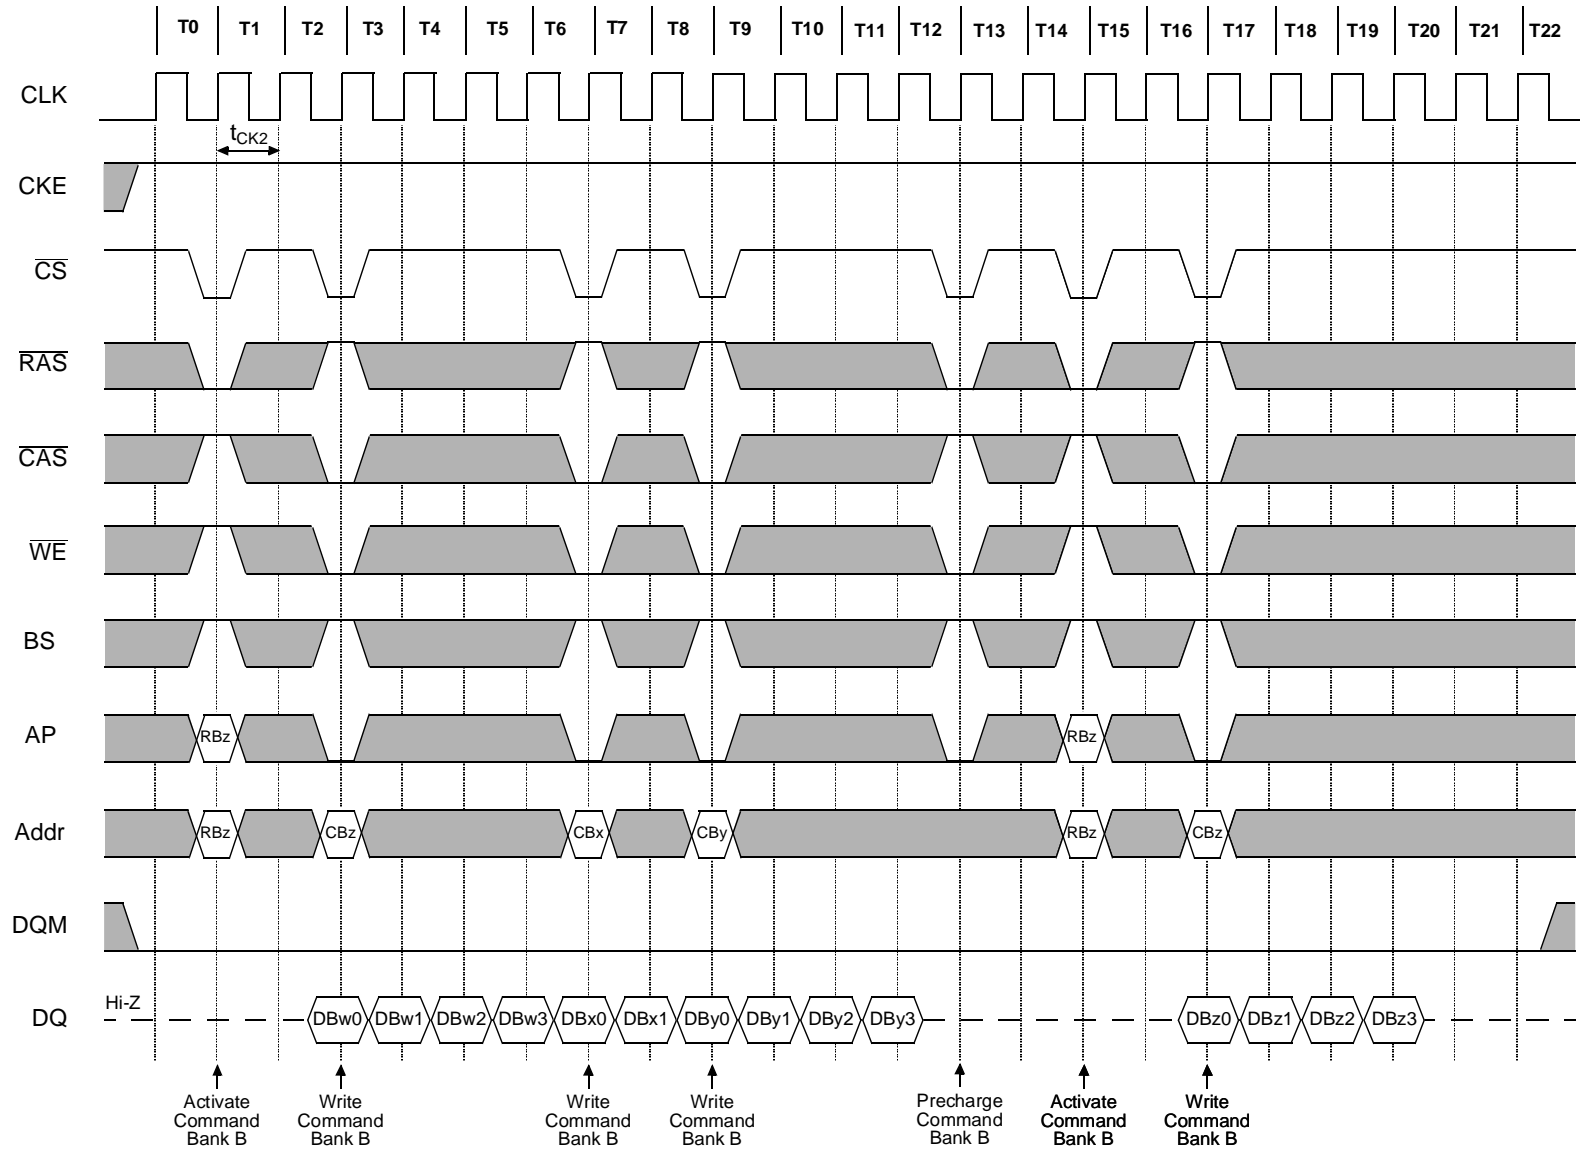 T0 T1 T2 T3 T4 T5 T6 T7 T8 T9 T10 T11 T12 T13 T14 T15 T16 T17 T18 T19 T20 T21 T22
CLK
tCK2
CKE
CS
RAS
CAS
WE
BS
AP RBz RBz
Addr RBz CBz CBx CBy RBz CBz
DQM
Hi-Z
DQ DBw0 DBw1 DBw2 DBw3 DBx0 DBx1 DBy0 DBy1 DBy2 DBy3 DBz0 DBz1 DBz2 DBz3
Activate Write Write Write Precharge Activate Write
Command Command Command Command Command Command Command
Bank B Bank B Bank B Bank B Bank B Bank B Bank B